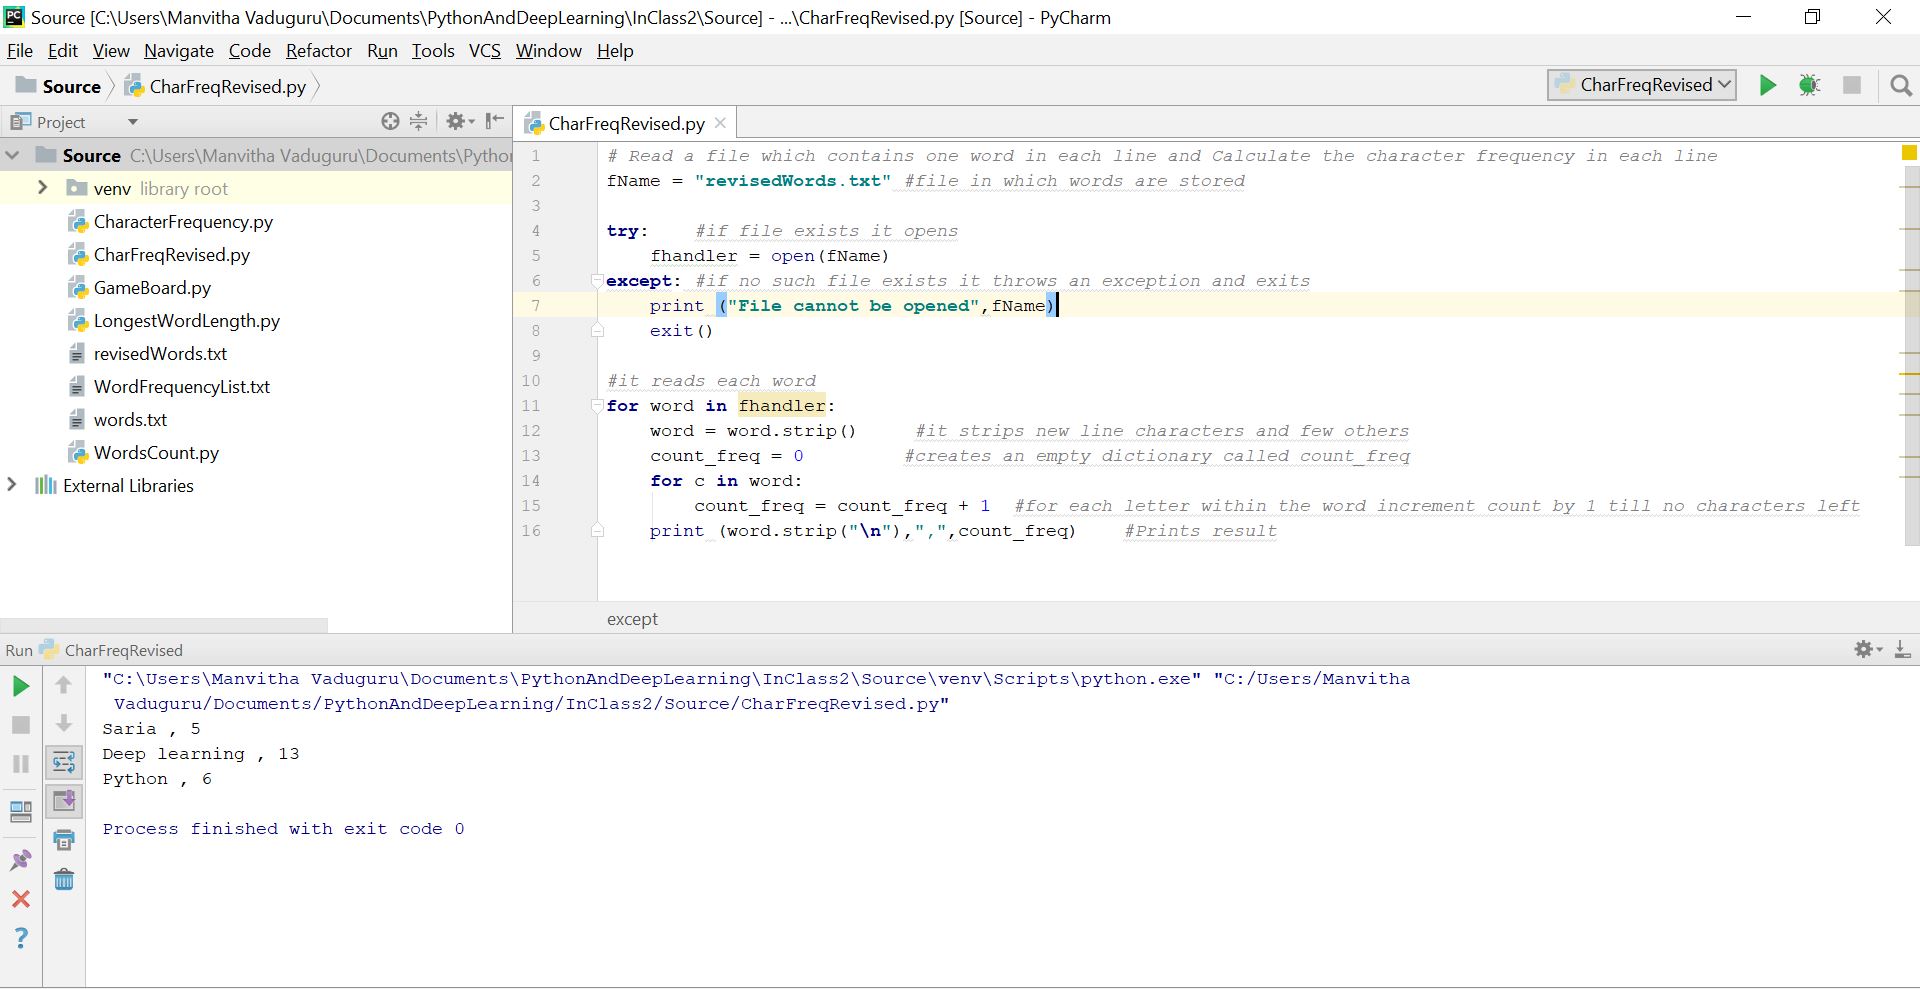 PC Source [C:\Users\Manvitha Vaduguru\Documents\PythonAndDeepLearning\InClass2\Source] - ...\CharFreqRevised.py [Source] - PyCharm
File Edit View Navigate Code Refactor Run Tools VCS Window Help
Source CharFreqRevised.py CharFreqRevised
Project
CharFreqRevised.py
Source C:\Users\Manvitha Vaduguru\Documents\Pytho
venv library root
CharacterFrequency.py
CharFreqRevised.py
GameBoard.py
LongestWordLength.py
revisedWords.txt
WordFrequencyList.txt
words.txt
WordsCount.py
External Libraries
1 # Read a file which contains one word in each line and Calculate the character frequency in each line
2 fName = "revisedWords.txt" #file in which words are stored
3
4 try: #if file exists it opens
5 fhandler = open(fName)
6 except: #if no such file exists it throws an exception and exits
7 print ("File cannot be opened",fName)
8 exit()
9
10 #it reads each word
11 for word in fhandler:
12 word = word.strip() #it strips new line characters and few others
13 count_freq = 0 #creates an empty dictionary called count_freq
14 for c in word:
15 count_freq = count_freq + 1 #for each letter within the word increment count by 1 till no characters left
16 print (word.strip("\n"),",",count_freq) #Prints result
except
Run CharFreqRevised
"C:\Users\Manvitha Vaduguru\Documents\PythonAndDeepLearning\InClass2\Source\venv\Scripts\python.exe" "C:/Users/Manvitha
Vaduguru/Documents/PythonAndDeepLearning/InClass2/Source/CharFreqRevised.py"
Saria , 5
Deep learning , 13
Python , 6
Process finished with exit code 0